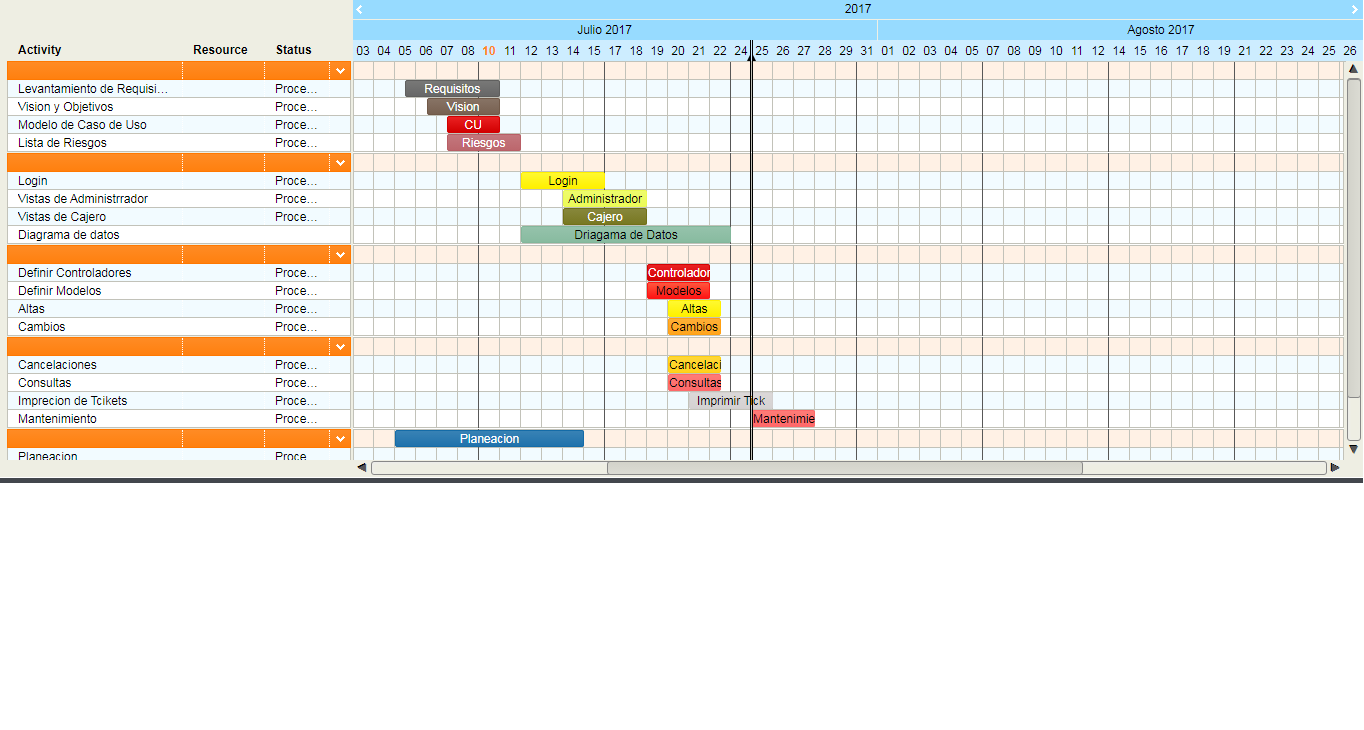 2017
Julio 2017 Agosto 2017
Activity Resource Status 03 04 05 06 07 08 10 11 12 13 14 15 17 18 19 20 21 22 24 25 26 27 28 29 31 01 02 03 04 05 07 08 09 10 11 12 14 15 16 17 18 19 21 22 23 24 25 26
Levantamiento de Requisi... Proce... Requisitos
Vision y Objetivos Proce... Vision
Modelo de Caso de Uso Proce... CU
Lista de Riesgos Proce... Riesgos
Login Proce... Login
Vistas de Administrrador Proce... Administrador
Vistas de Cajero Proce... Cajero
Diagrama de datos Driagama de Datos
Definir Controladores Proce... Controlador
Definir Modelos Proce... Modelos
Altas Proce... Altas
Cambios Proce... Cambios
Cancelaciones Proce... Cancelaci
Consultas Proce... Consultas
Imprecion de Tcikets Proce... Imprimir Tick
Mantenimiento Proce... Mantenimie
Planeacion
Planeacion Proce